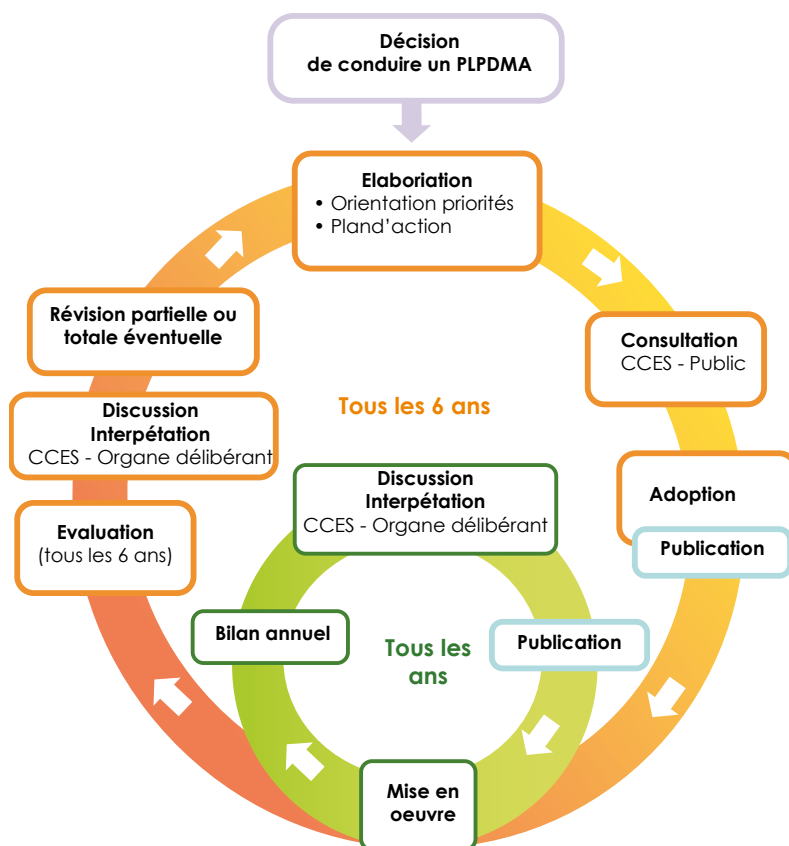 Décision
de conduire un PLPDMA
Elaboriation
• Orientation priorités
• Pland’action
Consultation
CCES - Public
Adoption
Publication
Mise en
oeuvre
Evaluation
(tous les 6 ans)
Discussion
Interpétation
CCES - Organe délibérant
Révision partielle ou
totale éventuelle
Tous les 6 ans
Discussion
Interpétation
CCES - Organe délibérant
Publication
Bilan annuel
Tous les
ans